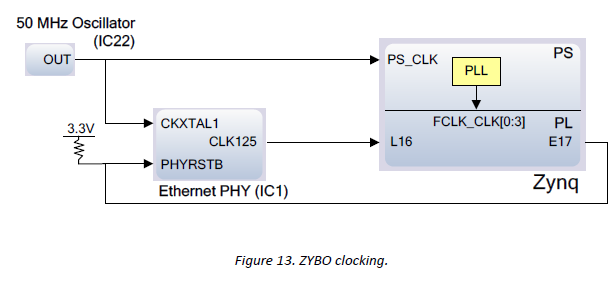 50 MHz Oscillator
(IC22)
OUT
PS_CLK
PLL
PS
3.3V
CKXTAL1
CLK125
PHYRSTB
Ethernet PHY (IC1)
FCLK_CLK[0:3]
PL
L16
E17
Zynq
Figure 13. ZYBO clocking.